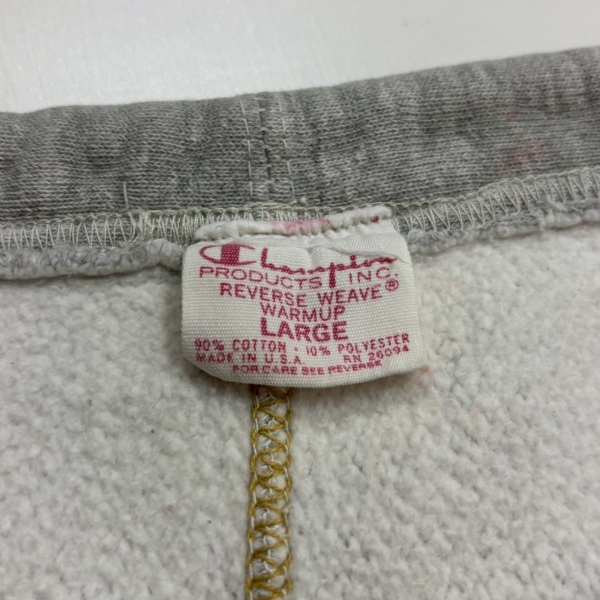 Champion
PRODUCTS INC.
REVERSE WEAVE®
WARMUP
LARGE
90% COTTON · 10% POLYESTER
MADE IN U.S.A. RN 26094
FOR CARE SEE REVERSE